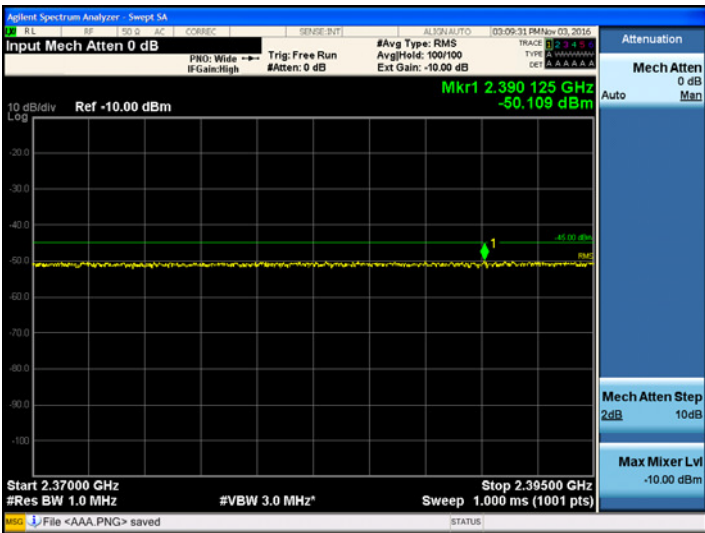 Agilent Spectrum Analyzer - Swept SA
RL RF 50 Ω AC CORREC SENSE:INT ALIGN AUTO 03:09:31 PM Nov 03, 2016
Input Mech Atten 0 dB
PNO: Wide
IFGain:High
Trig: Free Run
#Atten: 0 dB
#Avg Type: RMS
Avg|Hold: 100/100
Ext Gain: -10.00 dB
TRACE 1 2 3 4 5 6
TYPE A WWWWW
DET A A A A A A
Attenuation
Mech Atten
0 dB
Auto Man
Mkr1 2.390 125 GHz
-50.109 dBm
10 dB/div Ref -10.00 dBm
Log
-20.0
-30.0
-40.0
-45.00 dBm
1
-50.0
RMS
-60.0
-70.0
-80.0
-90.0
-100
Mech Atten Step
2dB 10dB
Max Mixer Lvl
-10.00 dBm
Start 2.37000 GHz Stop 2.39500 GHz
#Res BW 1.0 MHz #VBW 3.0 MHz* Sweep 1.000 ms (1001 pts)
MSG File <AAA.PNG> saved STATUS